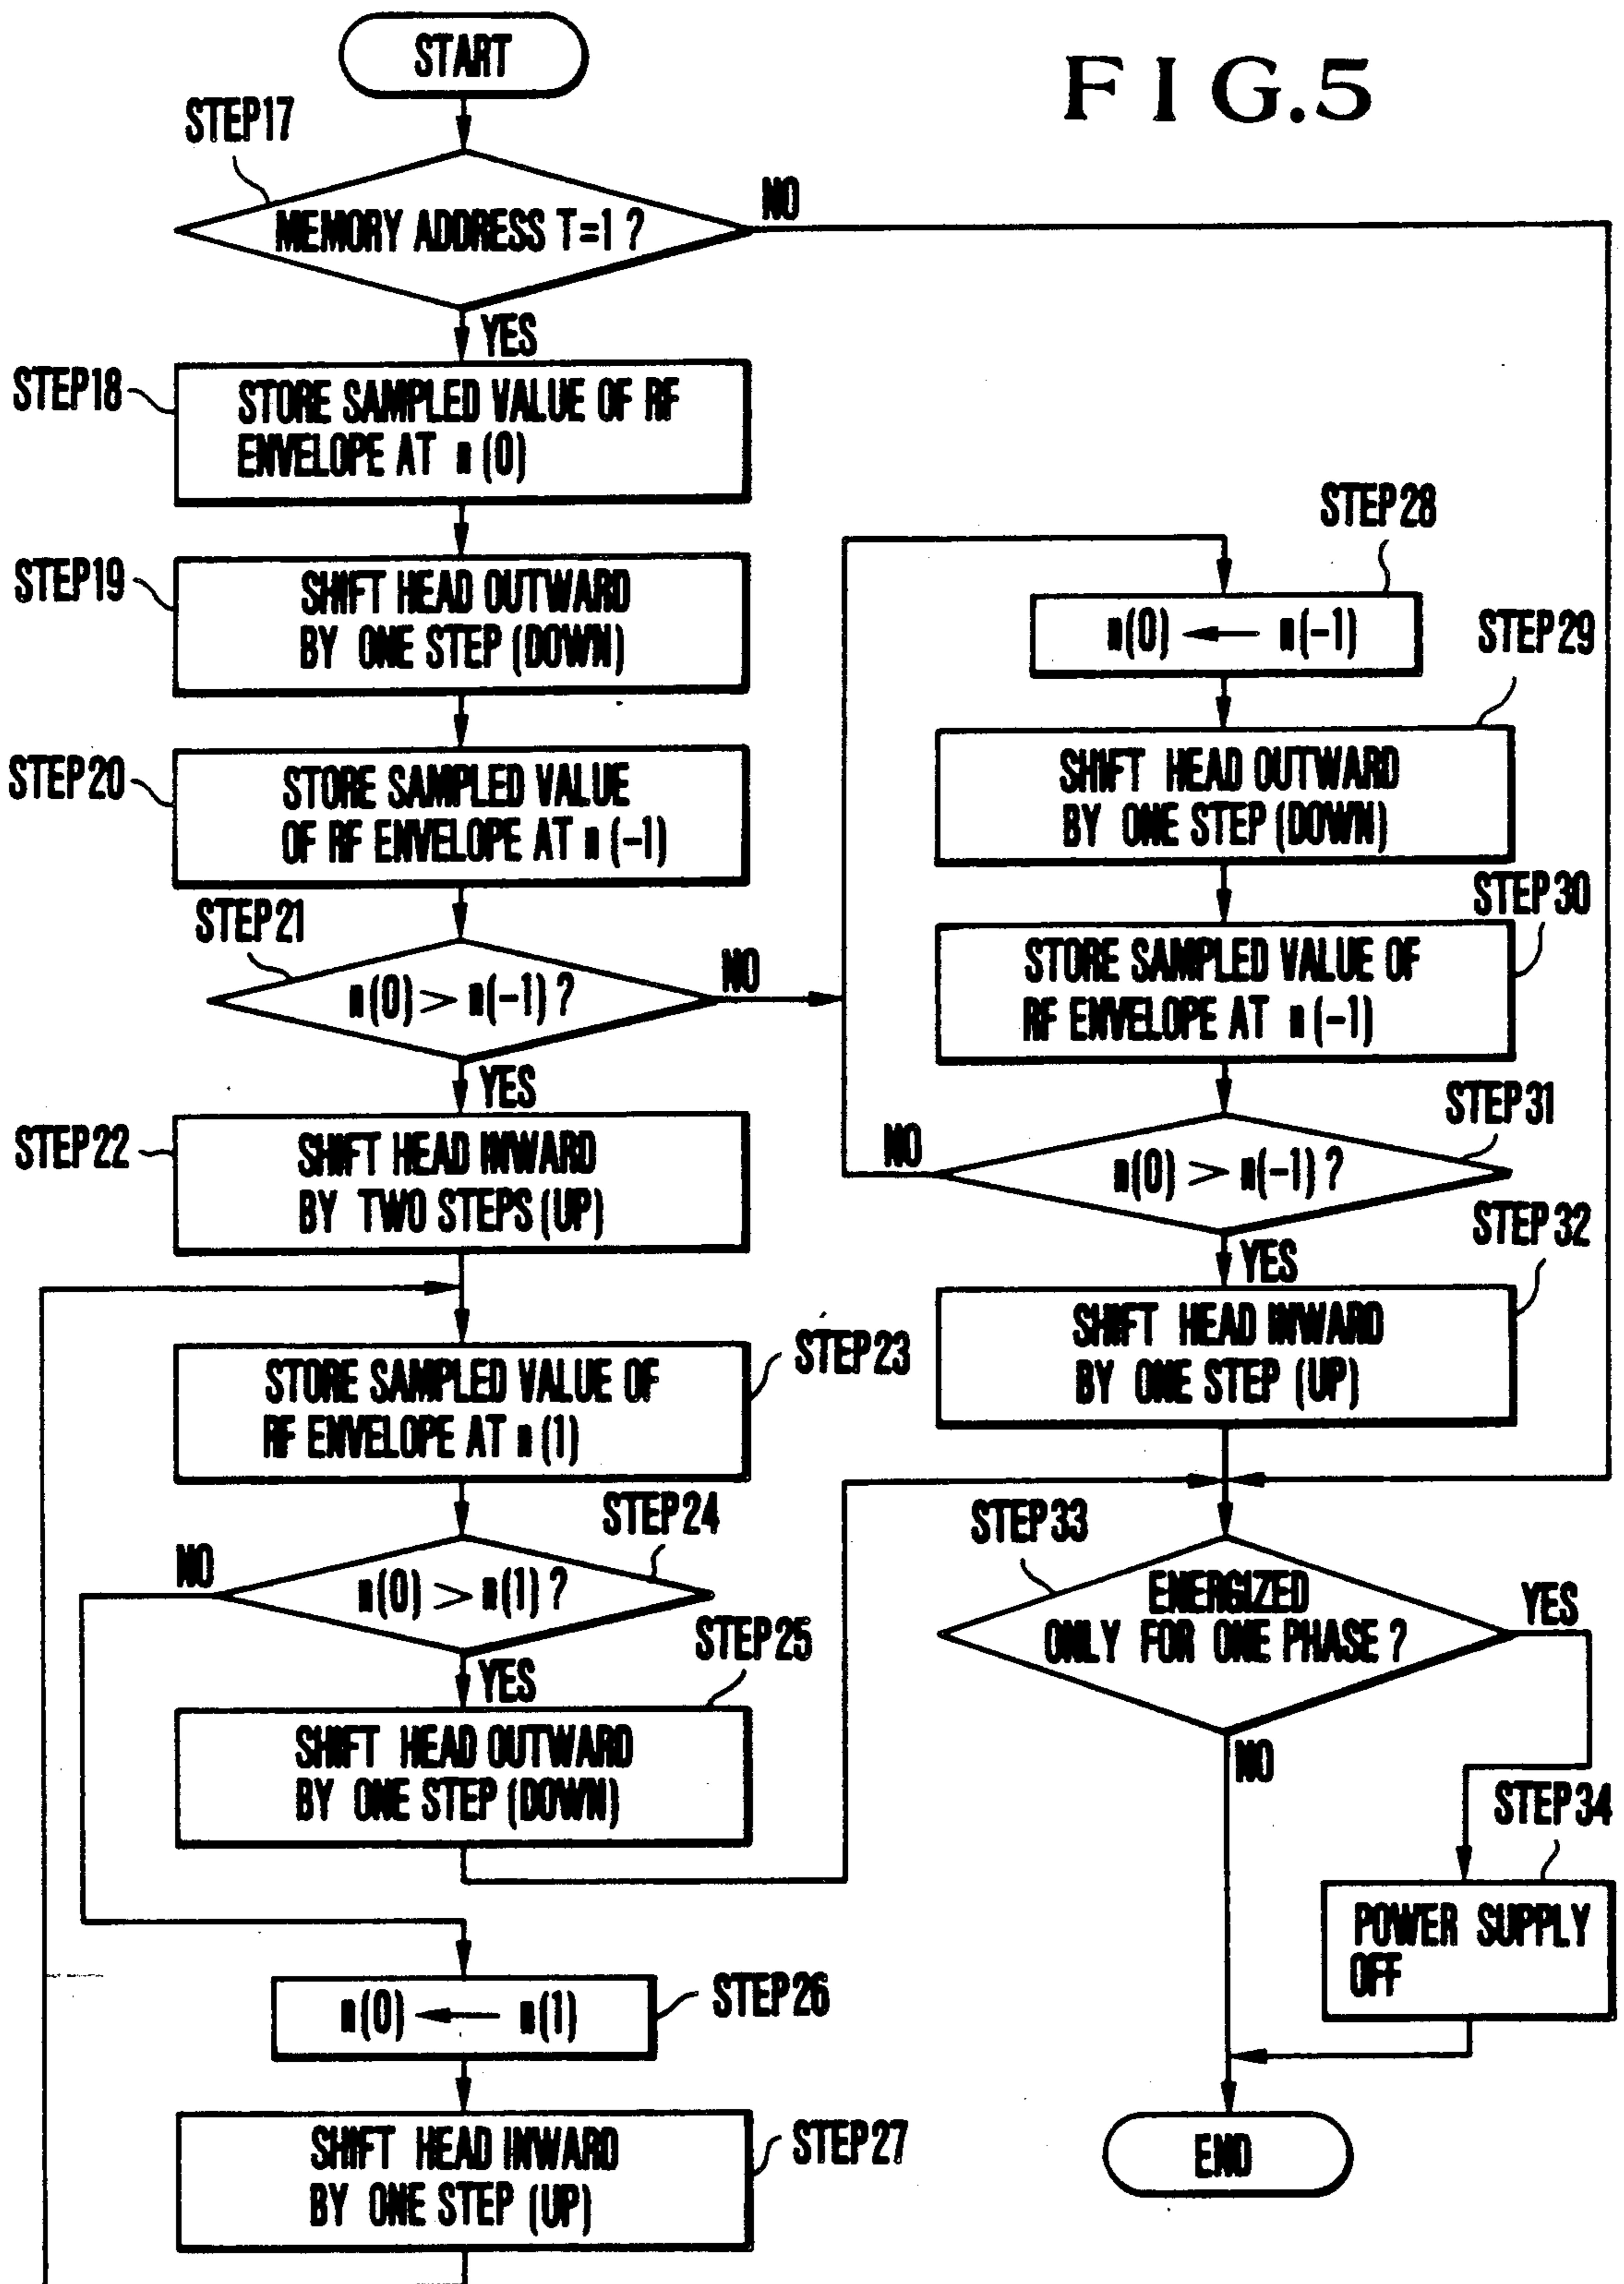 FIG.5
START
STEP17
MEMORY ADDRESS T=1 ?
NO
YES
STEP18
STORE SAMPLED VALUE OF RF
ENVELOPE AT m(0)
STEP19
SHIFT HEAD OUTWARD
BY ONE STEP (DOWN)
STEP20
STORE SAMPLED VALUE
OF RF ENVELOPE AT m(-1)
STEP21
m(0) > m(-1) ?
NO
YES
STEP22
SHIFT HEAD INWARD
BY TWO STEPS (UP)
STEP23
STORE SAMPLED VALUE OF
RF ENVELOPE AT m(1)
STEP24
m(0) > m(1) ?
NO
YES
STEP25
SHIFT HEAD OUTWARD
BY ONE STEP (DOWN)
STEP26
m(0) ← m(1)
STEP27
SHIFT HEAD INWARD
BY ONE STEP (UP)
STEP28
m(0) ← m(-1)
STEP29
SHIFT HEAD OUTWARD
BY ONE STEP (DOWN)
STEP30
STORE SAMPLED VALUE OF
RF ENVELOPE AT m(-1)
STEP31
m(0) > m(-1) ?
NO
YES
STEP32
SHIFT HEAD INWARD
BY ONE STEP (UP)
STEP33
ENERGIZED
ONLY FOR ONE PHASE ?
YES
NO
STEP34
POWER SUPPLY
OFF
END